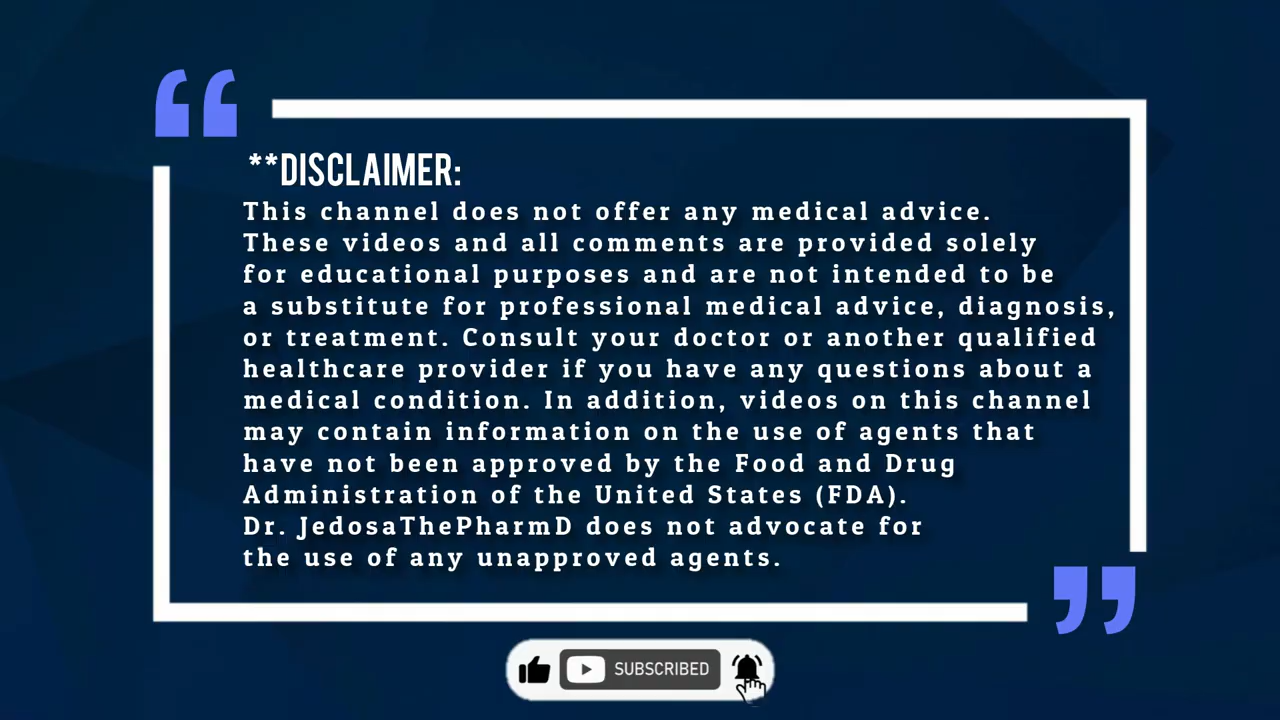 **DISCLAIMER:
This channel does not offer any medical advice.
These videos and all comments are provided solely
for educational purposes and are not intended to be
a substitute for professional medical advice, diagnosis,
or treatment. Consult your doctor or another qualified
healthcare provider if you have any questions about a
medical condition. In addition, videos on this channel
may contain information on the use of agents that
have not been approved by the Food and Drug
Administration of the United States (FDA).
Dr. JedosaThePharmD does not advocate for
the use of any unapproved agents.
SUBSCRIBED